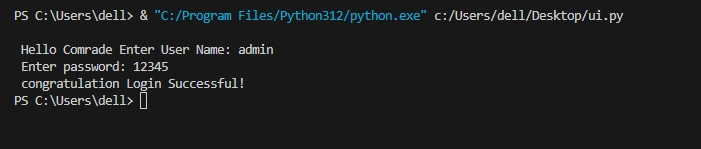 PS C:\Users\dell> & "C:/Program Files/Python312/python.exe" c:/Users/dell/Desktop/ui.py
Hello Comrade Enter User Name: admin
Enter password: 12345
congratulation Login Successful!
PS C:\Users\dell>